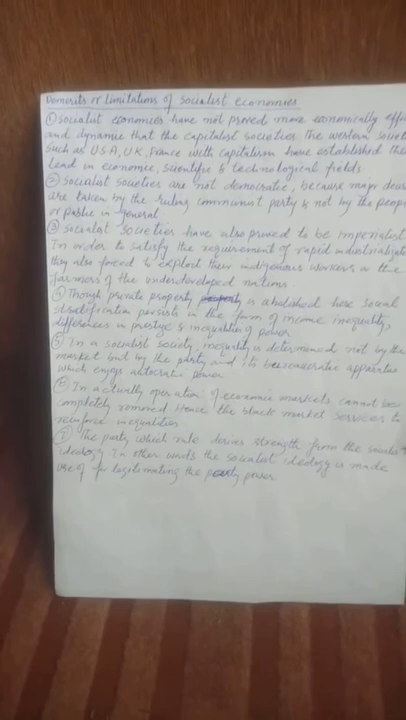 Demerits or limitations of Socialist economies
① Socialist economies have not proved more economically effi
and dynamic that the capitalist societies the western societ
such as USA, UK, France with capitalism have established the
lead in economic, scientific & technological fields
② Socialist societies are not democratic, because major deci
are taken by the ruling communist party & not by the peop
or public in general
③ Socialist societies have also proved to be imperialist
In order to satisfy the requirement of rapid industrializati
they also forced to exploit their indigenous workers or the
farmers of the underdeveloped nations.
④ Though private property is abolished here social
stratification persists in the form of income inequality,
differences in prestige & inequalities of power
⑤ In a socialist society inequality is determined not by the
market but by the party and its bureaucratic apparatus
which enjoys autocratic power
⑥ In actually operation of economic markets cannot be
completely removed Hence the black market services to
reinforce inequalities
⑦ The party which rule derives strength from the socialist
ideology In other words the socialist ideology is made
use of for legitimating the party power